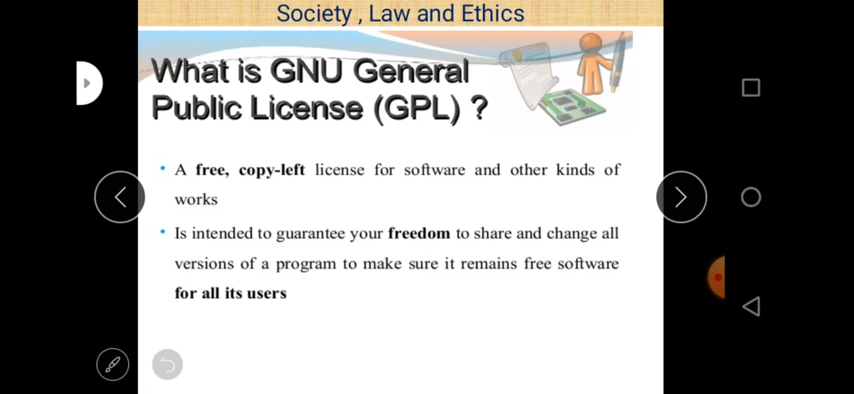 Society , Law and Ethics
What is GNU General
Public License (GPL) ?
• A free, copy-left license for software and other kinds of
works
• Is intended to guarantee your freedom to share and change all
versions of a program to make sure it remains free software
for all its users